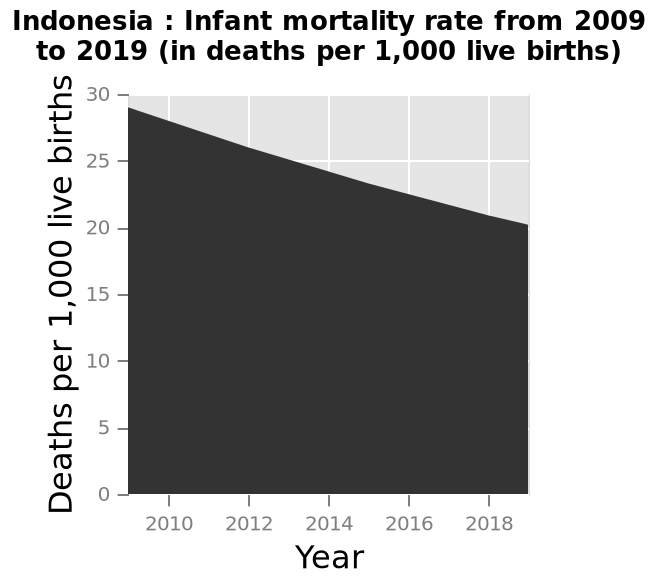 Indonesia : Infant mortality rate from 2009
to 2019 (in deaths per 1,000 live births)
Deaths per 1,000 live births
30
25
20
15
10
5
0
2010 2012 2014 2016 2018
Year